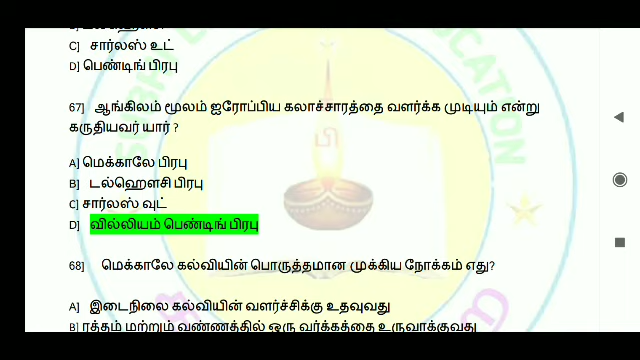 C] சார்லஸ் உட்
D] பெண்டிங் பிரபு
67] ஆங்கிலம் மூலம் ஐரோப்பிய கலாச்சாரத்தை வளர்க்க முடியும் என்று
கருதியவர் யார் ?
A] மெக்காலே பிரபு
B] டல்ஹௌசி பிரபு
C] சார்லஸ் வுட்
D] வில்லியம் பெண்டிங் பிரபு
68] மெக்காலே கல்வியின் பொருத்தமான முக்கிய நோக்கம் எது?
A] இடைநிலை கல்வியின் வளர்ச்சிக்கு உதவுவது
B] ரத்தம் மற்றும் வண்ணத்தில் ஒரு வர்க்கத்தை உருவாக்குவது